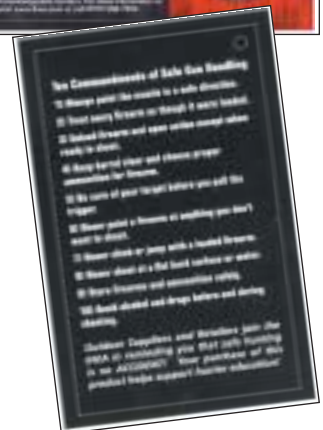 Ten Commandments of Safe Gun Handling
1) Always point the muzzle in a safe direction.
2) Treat every firearm as though it were loaded.
3) Unload firearm and open action except when
ready to shoot.
4) Keep barrel clear and choose proper
ammunition for firearm.
5) Be sure of your target before you pull the
trigger.
6) Never point a firearm at anything you don't
want to shoot.
7) Never climb or jump with a loaded firearm.
8) Never shoot at a flat hard surface or water.
9) Store firearms and ammunition safely.
10) Avoid alcohol and drugs before and during
shooting.
Outdoor Complines and Retailers join the
in reminding you that safe hunting
is no ACCIDENT! Your purchase of this
product helps support hunter education!